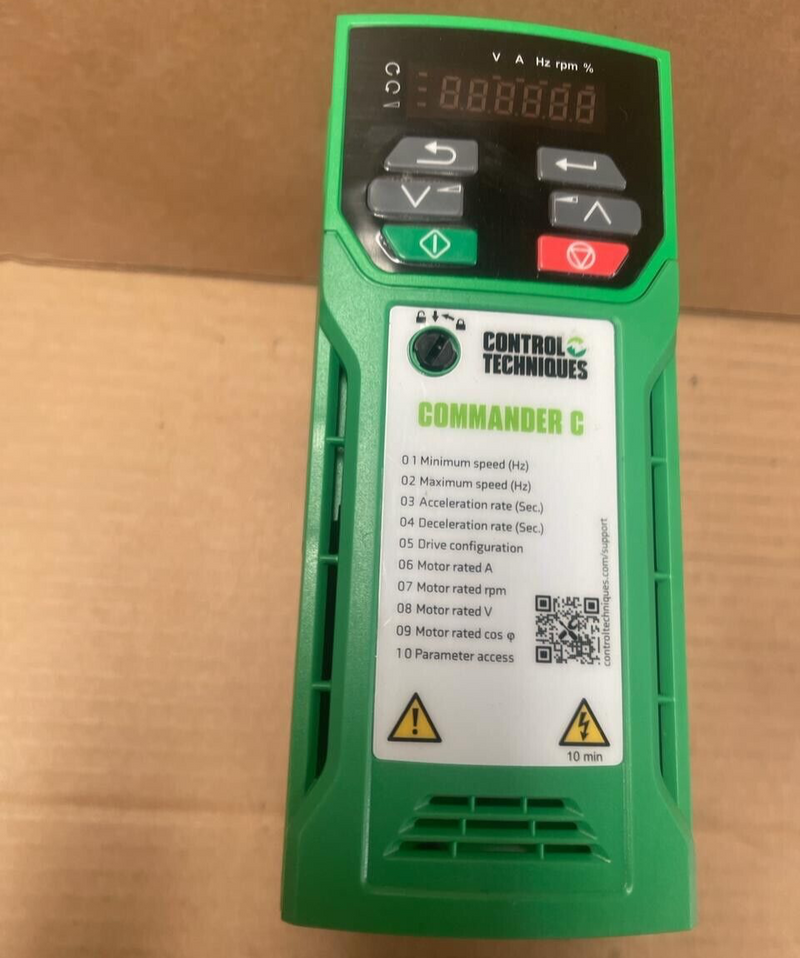 V A Hz rpm %
CONTROL
TECHNIQUES
COMMANDER C
01 Minimum speed (Hz)
02 Maximum speed (Hz)
03 Acceleration rate (Sec.)
04 Deceleration rate (Sec.)
05 Drive configuration
06 Motor rated A
07 Motor rated rpm
08 Motor rated V
09 Motor rated cos φ
10 Parameter access
controltechniques.com/support
10 min